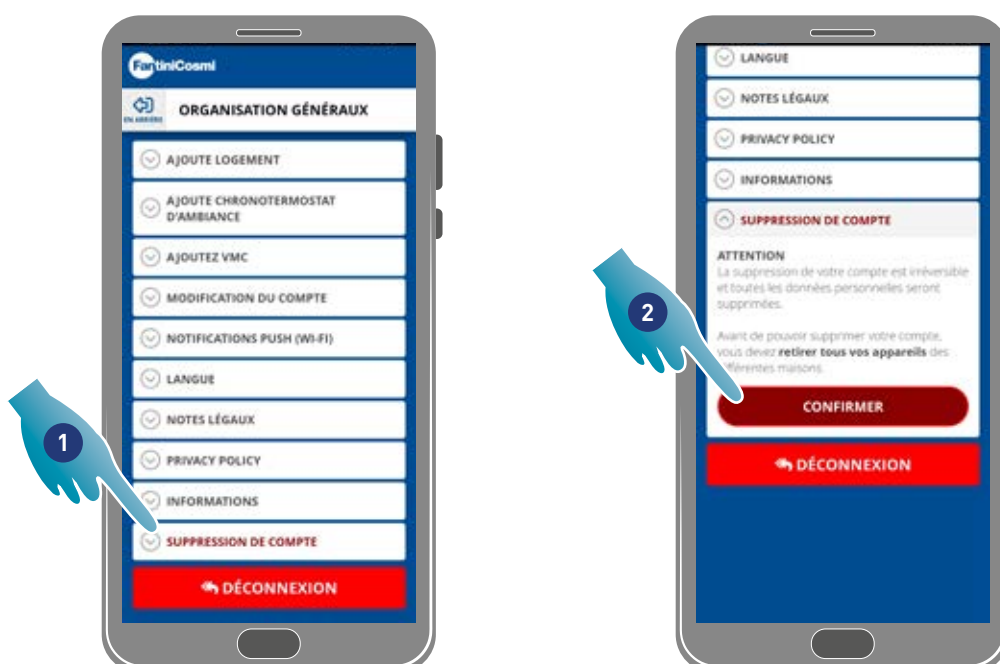 FantiniCosmi
EN ARRIÈRE
ORGANISATION GÉNÉRAUX
AJOUTE LOGEMENT
AJOUTE CHRONOTERMOSTAT
D'AMBIANCE
AJOUTEZ VMC
MODIFICATION DU COMPTE
NOTIFICATIONS PUSH (WI-FI)
LANGUE
NOTES LÉGAUX
PRIVACY POLICY
INFORMATIONS
SUPPRESSION DE COMPTE
DÉCONNEXION
1
LANGUE
NOTES LÉGAUX
PRIVACY POLICY
INFORMATIONS
SUPPRESSION DE COMPTE
ATTENTION
La suppression de votre compte est irréversible
et toutes les données personnelles seront
supprimées.
Avant de pouvoir supprimer votre compte,
vous devez retirer tous vos appareils des
différentes maisons.
CONFIRMER
DÉCONNEXION
2